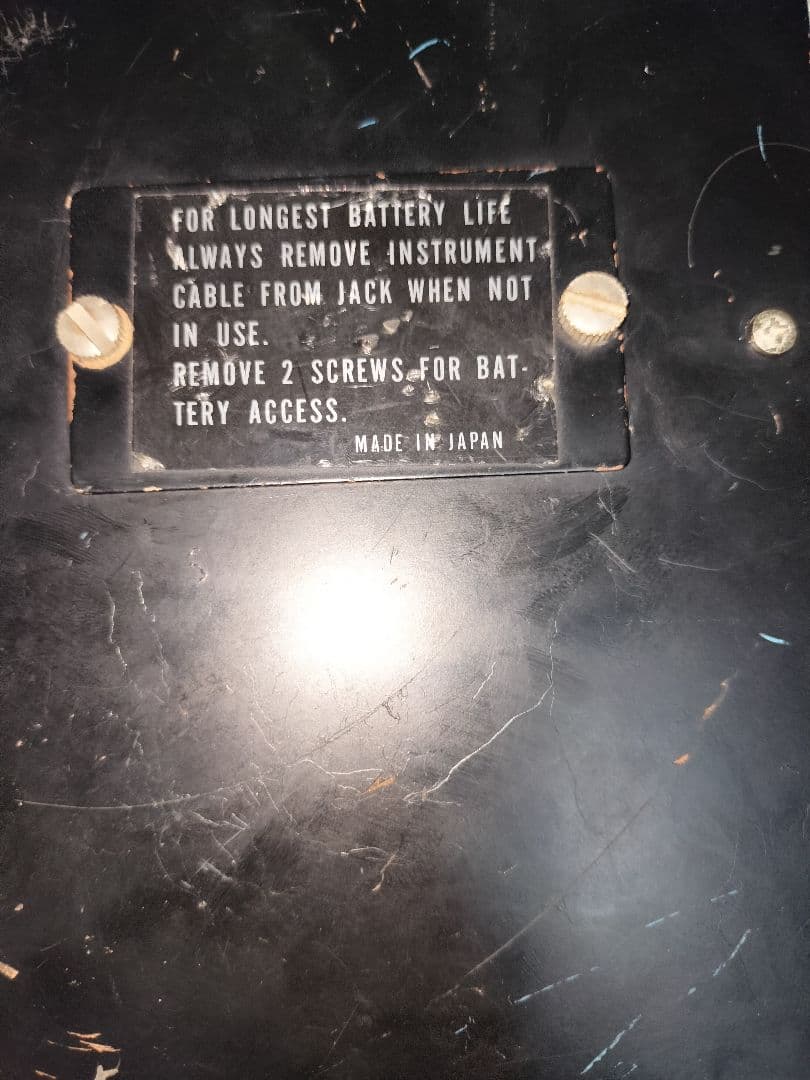 FOR LONGEST BATTERY LIFE
ALWAYS REMOVE INSTRUMENT
CABLE FROM JACK WHEN NOT
IN USE.
REMOVE 2 SCREWS FOR BAT-
TERY ACCESS.
MADE IN JAPAN